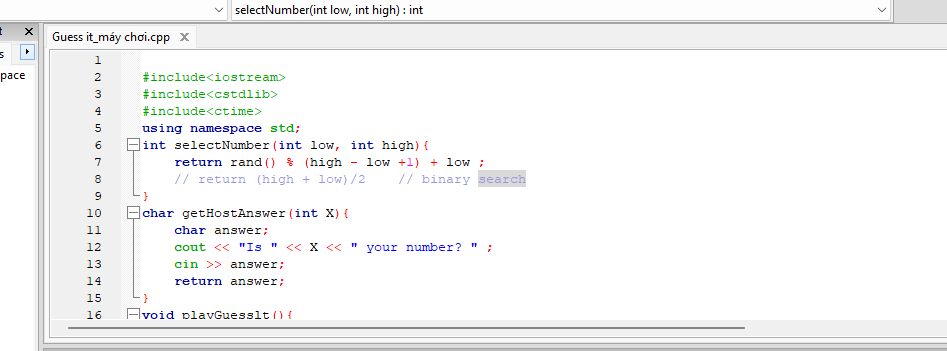 selectNumber(int low, int high) : int
t
Guess it_máy chơi.cpp
s
pace
1
2 #include<iostream>
3 #include<cstdlib>
4 #include<ctime>
5 using namespace std;
6 int selectNumber(int low, int high){
7 return rand() % (high - low +1) + low ;
8 // return (high + low)/2 // binary search
9 }
10 char getHostAnswer(int X){
11 char answer;
12 cout << "Is " << X << " your number? " ;
13 cin >> answer;
14 return answer;
15 }
16 void playGuesslt(){